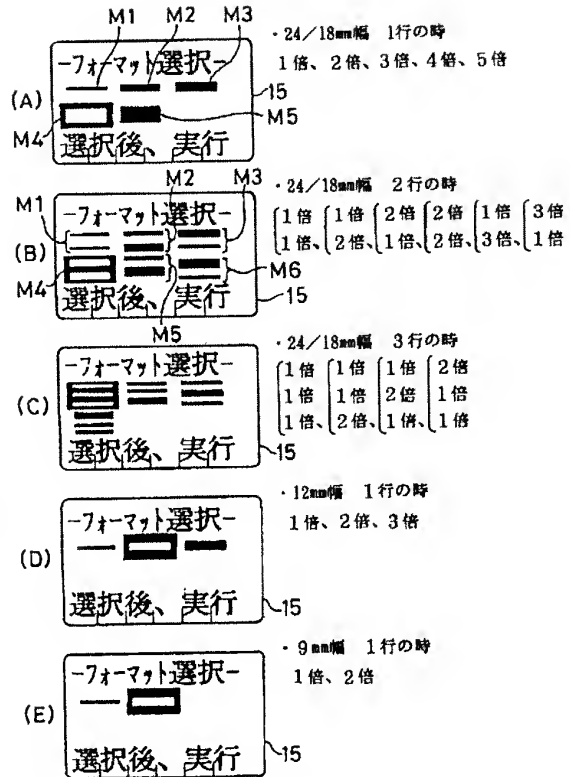 M1 M2 M3
・24／18mm幅 1行の時
1倍、2倍、3倍、4倍、5倍
(A)
-フォーマット選択-
15
M4
M5
選択後、実行
M2 M3
・24／18mm幅 2行の時
M1
-フォーマット選択-
1倍 1倍 2倍 2倍 1倍 3倍
1倍、2倍、1倍、2倍、3倍、1倍
(B)
M4
M6
選択後、実行
15
M5
・24／18mm幅 3行の時
-フォーマット選択-
1倍 1倍 1倍 2倍
1倍 1倍 2倍 1倍
1倍、2倍、1倍、1倍
(C)
選択後、実行
15
・12mm幅 1行の時
1倍、2倍、3倍
-フォーマット選択-
(D)
選択後、実行
15
・9mm幅 1行の時
1倍、2倍
-フォーマット選択-
(E)
選択後、実行
15